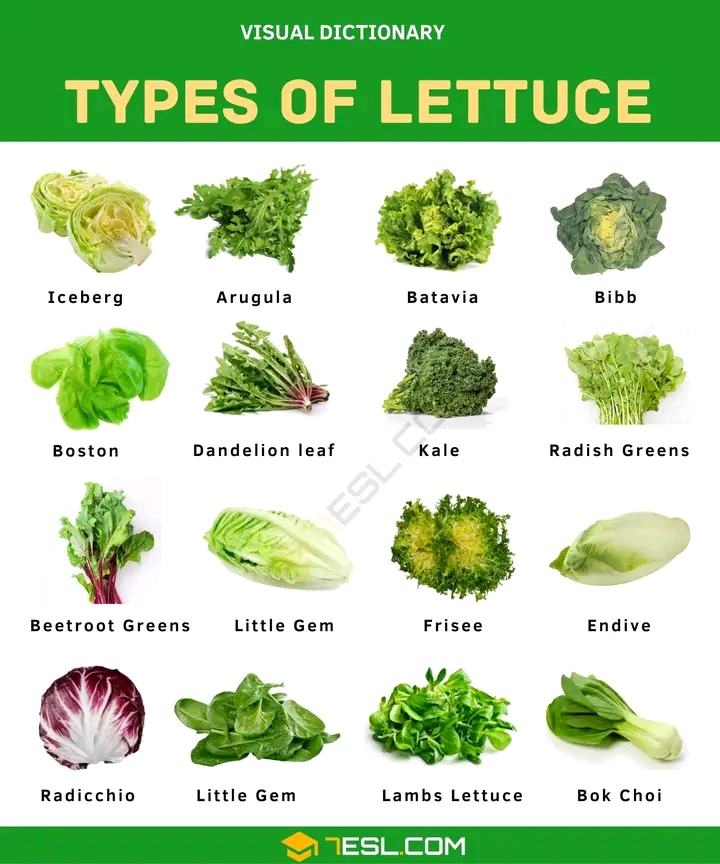 VISUAL DICTIONARY
TYPES OF LETTUCE
Iceberg
Arugula
Batavia
Bibb
Boston
Dandelion leaf
Kale
Radish Greens
Beetroot Greens
Little Gem
Frisee
Endive
Radicchio
Little Gem
Lambs Lettuce
Bok Choi
7ESL.COM
7ESL.COM